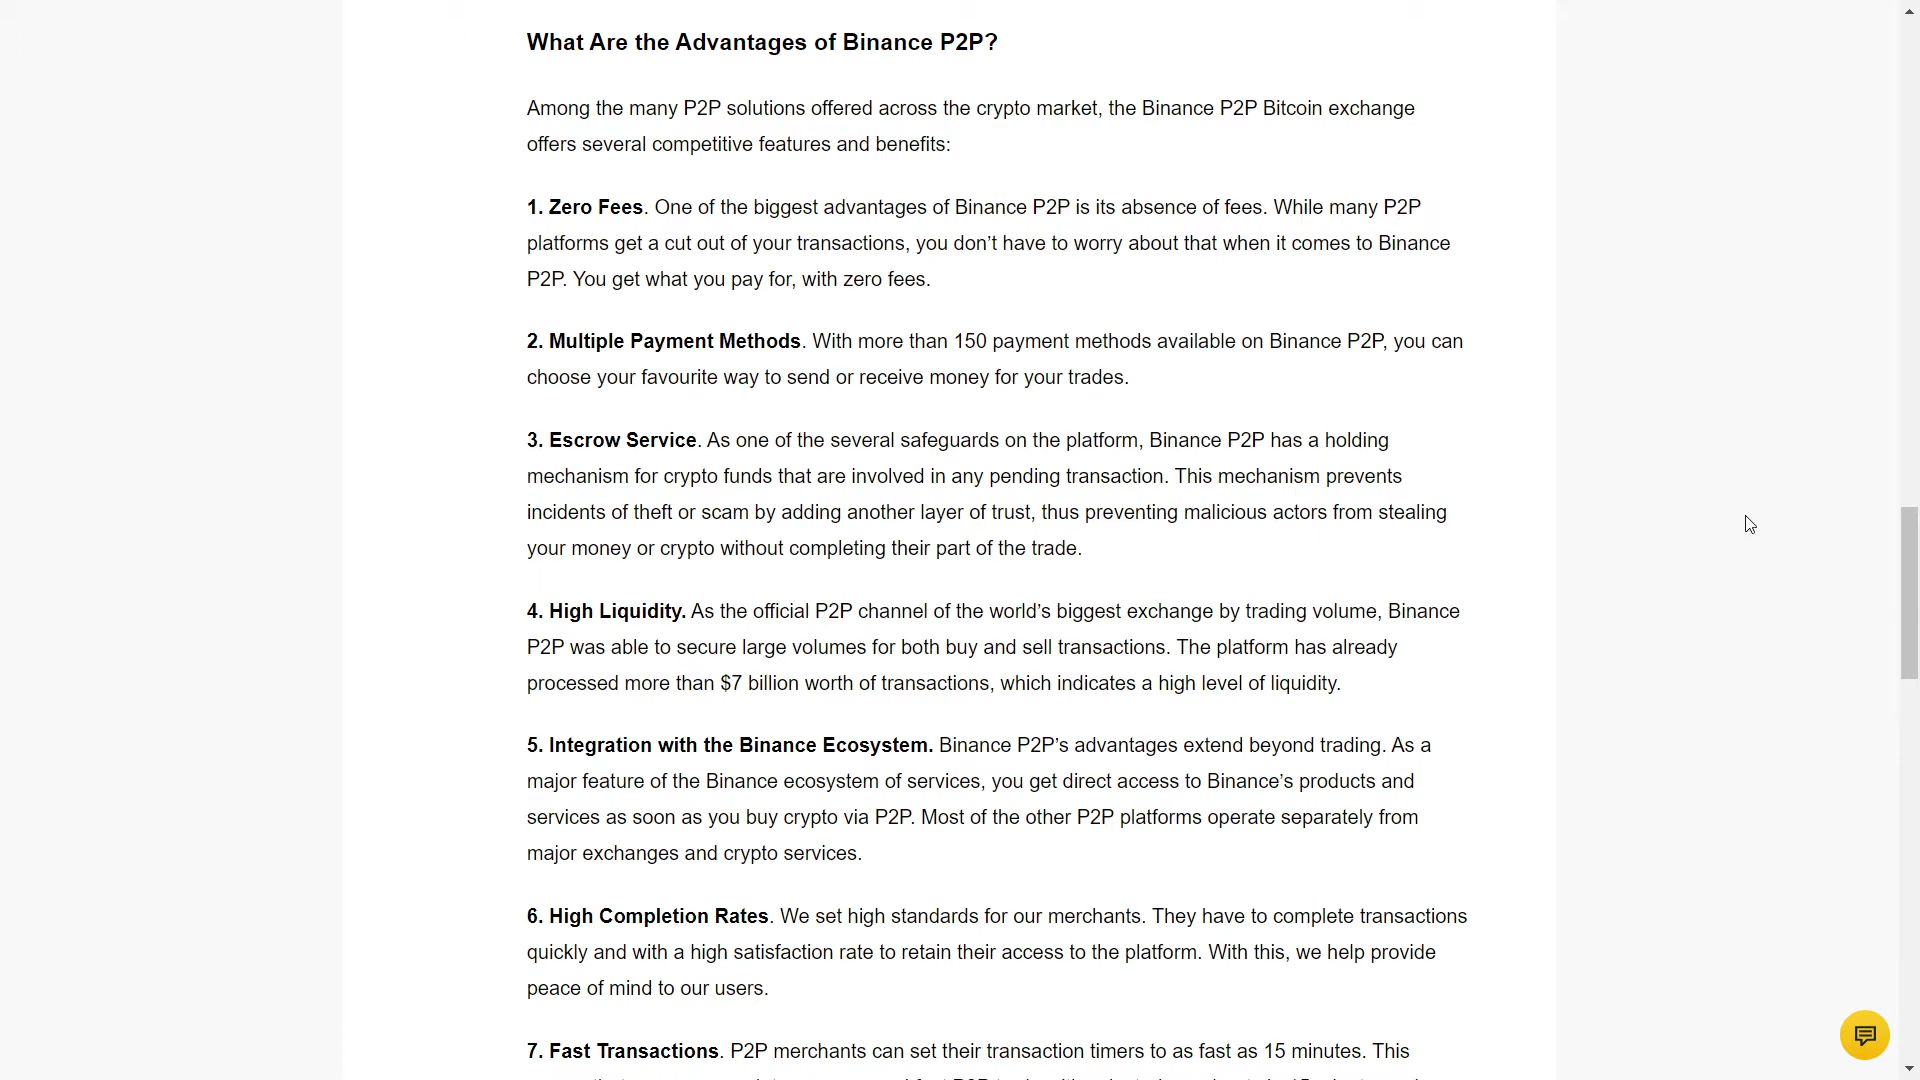 What Are the Advantages of Binance P2P?
Among the many P2P solutions offered across the crypto market, the Binance P2P Bitcoin exchange
offers several competitive features and benefits:
1. Zero Fees. One of the biggest advantages of Binance P2P is its absence of fees. While many P2P
platforms get a cut out of your transactions, you don’t have to worry about that when it comes to Binance
P2P. You get what you pay for, with zero fees.
2. Multiple Payment Methods. With more than 150 payment methods available on Binance P2P, you can
choose your favourite way to send or receive money for your trades.
3. Escrow Service. As one of the several safeguards on the platform, Binance P2P has a holding
mechanism for crypto funds that are involved in any pending transaction. This mechanism prevents
incidents of theft or scam by adding another layer of trust, thus preventing malicious actors from stealing
your money or crypto without completing their part of the trade.
4. High Liquidity. As the official P2P channel of the world’s biggest exchange by trading volume, Binance
P2P was able to secure large volumes for both buy and sell transactions. The platform has already
processed more than $7 billion worth of transactions, which indicates a high level of liquidity.
5. Integration with the Binance Ecosystem. Binance P2P’s advantages extend beyond trading. As a
major feature of the Binance ecosystem of services, you get direct access to Binance’s products and
services as soon as you buy crypto via P2P. Most of the other P2P platforms operate separately from
major exchanges and crypto services.
6. High Completion Rates. We set high standards for our merchants. They have to complete transactions
quickly and with a high satisfaction rate to retain their access to the platform. With this, we help provide
peace of mind to our users.
7. Fast Transactions. P2P merchants can set their transaction timers to as fast as 15 minutes. This